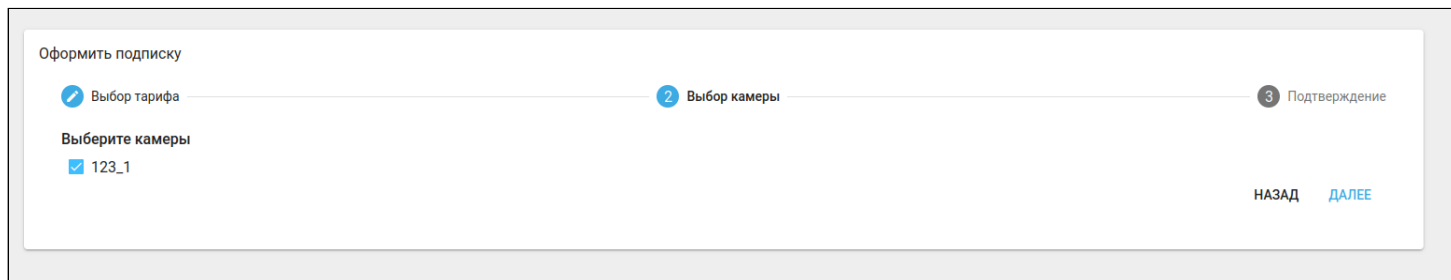 Оформить подписку
Выбор тарифа 2 Выбор камеры 3 Подтверждение
Выберите камеры
123_1
НАЗАД ДАЛЕЕ